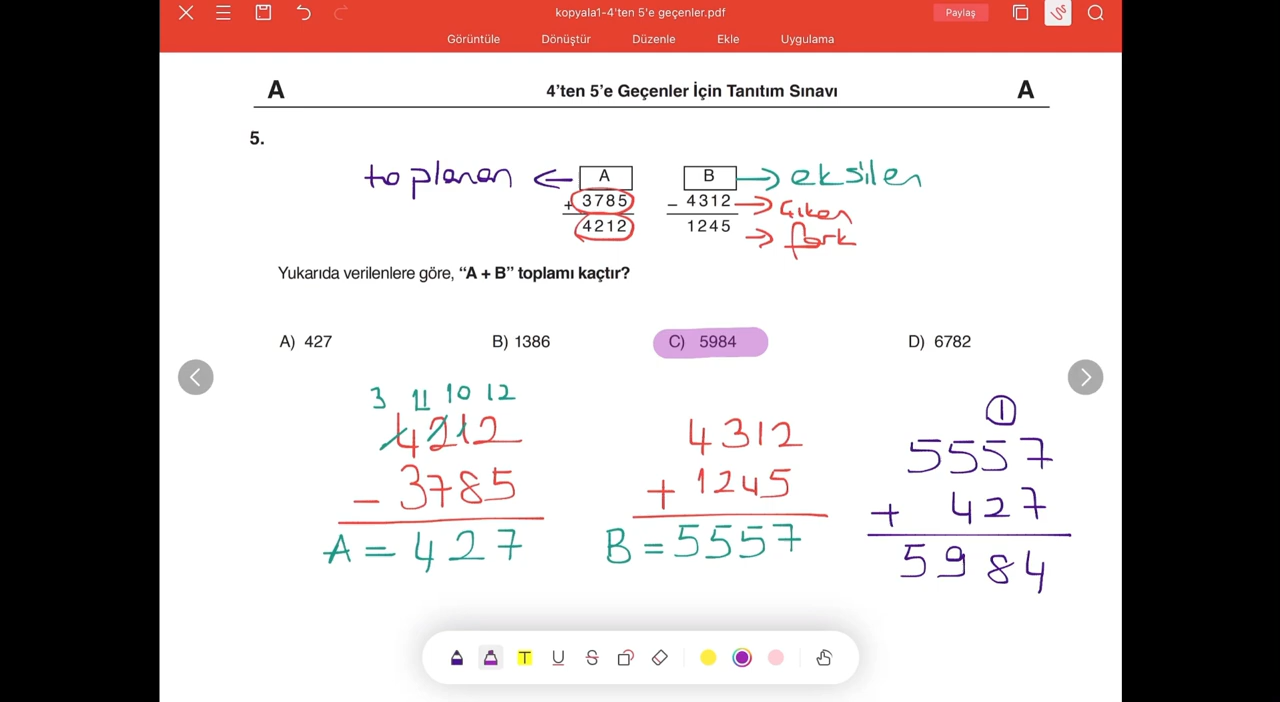 kopyala1-4'ten 5'e geçenler.pdf
Paylaş
Görüntüle Dönüştür Düzenle Ekle Uygulama
A 4'ten 5'e Geçenler İçin Tanıtım Sınavı A
5.
toplanan ← A B → eksilen
+ 3785 − 4312 → Çıkan
4212 1245 → fark
Yukarıda verilenlere göre, “A + B” toplamı kaçtır?
A) 427 B) 1386 C) 5984 D) 6782
3 11 10 12
4212
− 3785
A = 427
4312
+ 1245
B = 5557
1
5557
+ 427
5984
T U S